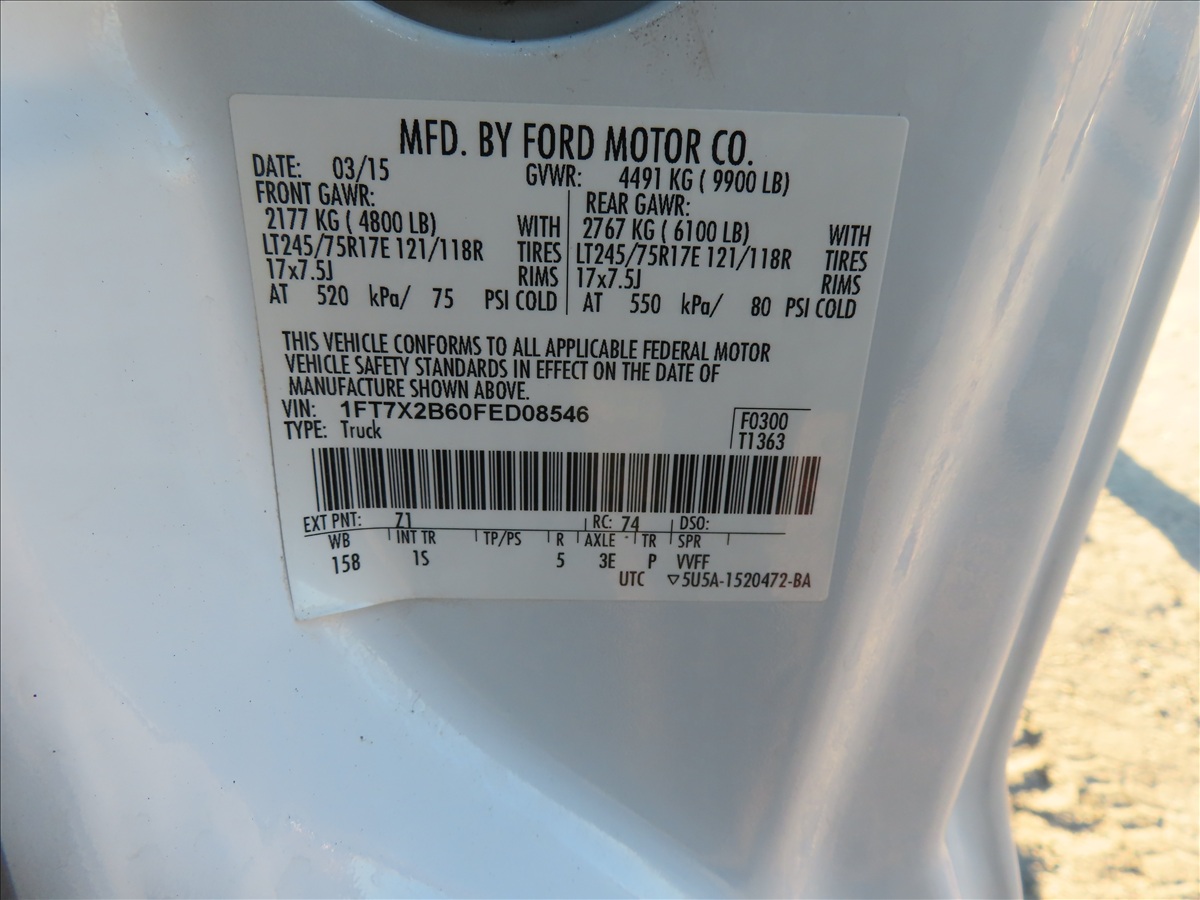 MFD. BY FORD MOTOR CO.
DATE: 03/15 GVWR: 4491 KG ( 9900 LB)
FRONT GAWR: REAR GAWR:
2177 KG ( 4800 LB) WITH 2767 KG ( 6100 LB) WITH
LT245/75R17E 121/118R TIRES LT245/75R17E 121/118R TIRES
17x7.5J RIMS 17x7.5J RIMS
AT 520 kPa/ 75 PSI COLD AT 550 kPa/ 80 PSI COLD
THIS VEHICLE CONFORMS TO ALL APPLICABLE FEDERAL MOTOR
VEHICLE SAFETY STANDARDS IN EFFECT ON THE DATE OF
MANUFACTURE SHOWN ABOVE.
VIN: 1FT7X2B60FED08546 F0300
TYPE: Truck T1363
EXT PNT: Z1 RC: 74 DSO:
WB INT TR TP/PS R AXLE TR SPR
158 1S 5 3E P VVFF
UTC ▽5U5A-1520472-BA